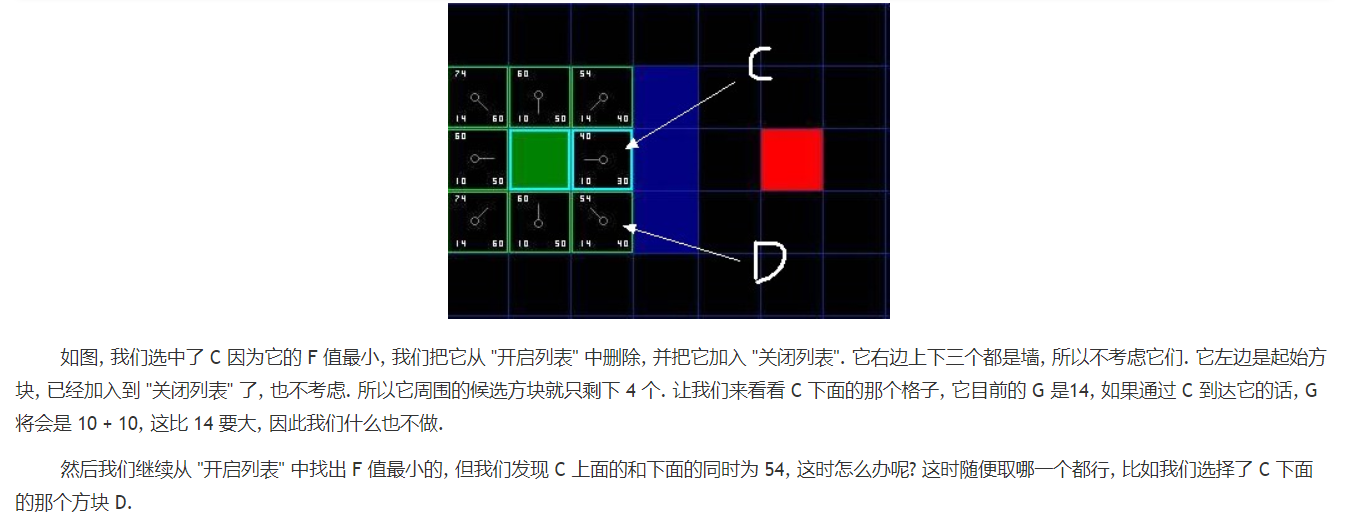 C
74 60 54
14 60 10 50 14 40
60 40
10 50 10 30
74 60 54
14 60 10 50 14 40
D
如图, 我们选中了 C 因为它的 F 值最小, 我们把它从 "开启列表" 中删除, 并把它加入 "关闭列表". 它右边上下三个都是墙, 所以不考虑它们. 它左边是起始方
块, 已经加入到 "关闭列表" 了, 也不考虑. 所以它周围的候选方块就只剩下 4 个. 让我们来看看 C 下面的那个格子, 它目前的 G 是14, 如果通过 C 到达它的话, G
将会是 10 + 10, 这比 14 要大, 因此我们什么也不做.
然后我们继续从 "开启列表" 中找出 F 值最小的, 但我们发现 C 上面的和下面的同时为 54, 这时怎么办呢? 这时随便取哪一个都行, 比如我们选择了 C 下面
的那个方块 D.